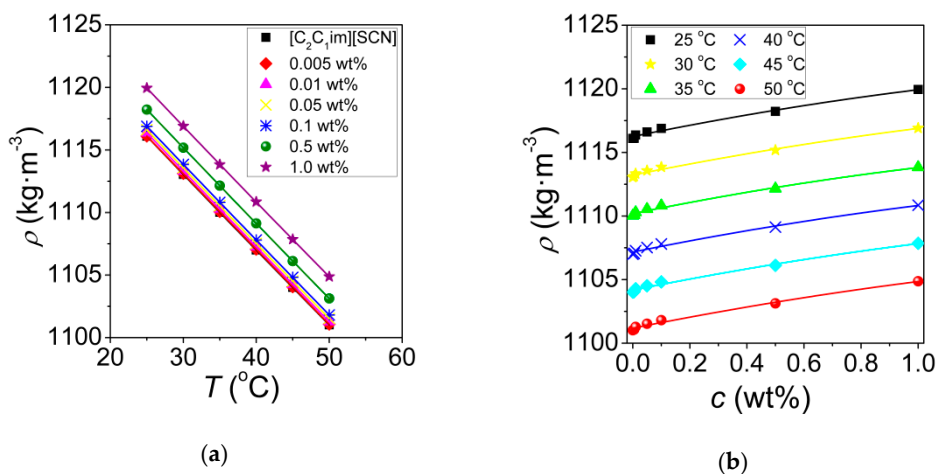 1125
1120
1115
1110
1105
1100
ρ (kg·m⁻³)
[C₂C₁im][SCN]
0.005 wt%
0.01 wt%
0.05 wt%
0.1 wt%
0.5 wt%
1.0 wt%
20 30 40 50 60
T (°C)
(a)
1125
1120
1115
1110
1105
1100
ρ (kg·m⁻³)
25 °C 40 °C
30 °C 45 °C
35 °C 50 °C
0.0 0.2 0.4 0.6 0.8 1.0
c (wt%)
(b)